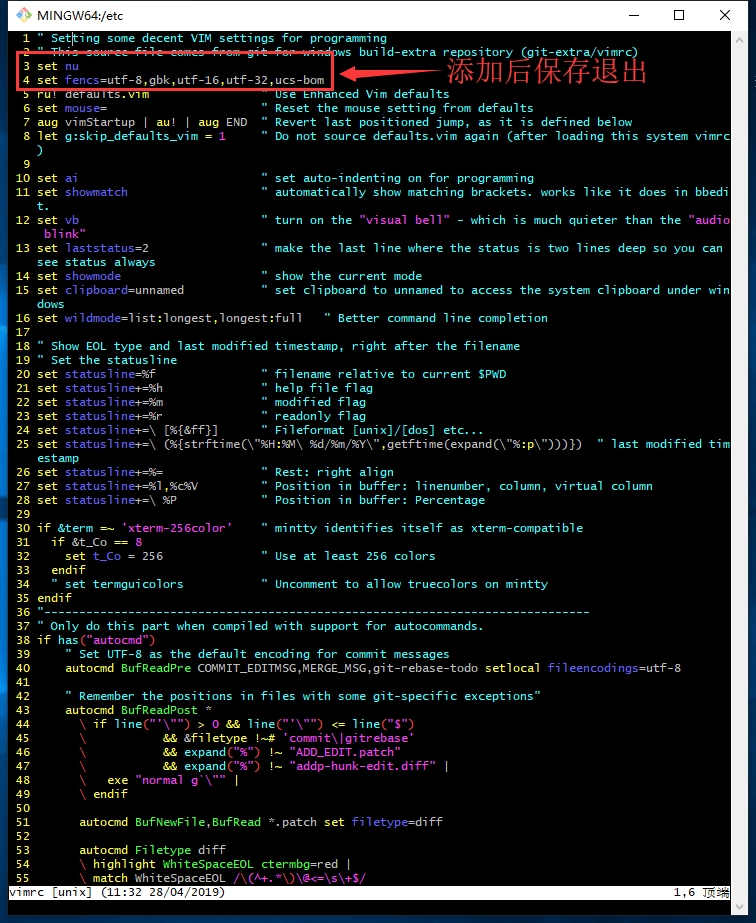 MINGW64:/etc
1 " Setting some decent VIM settings for programming
2 " This source file comes from git-for-windows build-extra repository (git-extra/vimrc)
3 set nu
4 set fencs=utf-8,gbk,utf-16,utf-32,ucs-bom
添加后保存退出
5 ru! defaults.vim " Use Enhanced Vim defaults
6 set mouse= " Reset the mouse setting from defaults
7 aug vimStartup | au! | aug END " Revert last positioned jump, as it is defined below
8 let g:skip_defaults_vim = 1 " Do not source defaults.vim again (after loading this system vimrc
)
9
10 set ai " set auto-indenting on for programming
11 set showmatch " automatically show matching brackets. works like it does in bbedi
t.
12 set vb " turn on the "visual bell" - which is much quieter than the "audio
blink"
13 set laststatus=2 " make the last line where the status is two lines deep so you can
see status always
14 set showmode " show the current mode
15 set clipboard=unnamed " set clipboard to unnamed to access the system clipboard under win
dows
16 set wildmode=list:longest,longest:full " Better command line completion
17
18 " Show EOL type and last modified timestamp, right after the filename
19 " Set the statusline
20 set statusline=%f " filename relative to current $PWD
21 set statusline+=%h " help file flag
22 set statusline+=%m " modified flag
23 set statusline+=%r " readonly flag
24 set statusline+=\ [%{&ff}] " Fileformat [unix]/[dos] etc...
25 set statusline+=\ (%{strftime(\"%H:%M\ %d/%m/%Y\",getftime(expand(\"%:p\")))}) " last modified tim
estamp
26 set statusline+=%= " Rest: right align
27 set statusline+=%l,%c%V " Position in buffer: linenumber, column, virtual column
28 set statusline+=\ %P " Position in buffer: Percentage
29
30 if &term =~ 'xterm-256color' " mintty identifies itself as xterm-compatible
31 if &t_Co == 8
32 set t_Co = 256 " Use at least 256 colors
33 endif
34 " set termguicolors " Uncomment to allow truecolors on mintty
35 endif
36 "------------------------------------------------------------------------------
37 " Only do this part when compiled with support for autocommands.
38 if has("autocmd")
39 " Set UTF-8 as the default encoding for commit messages
40 autocmd BufReadPre COMMIT_EDITMSG,MERGE_MSG,git-rebase-todo setlocal fileencodings=utf-8
41
42 " Remember the positions in files with some git-specific exceptions"
43 autocmd BufReadPost *
44 \ if line("'\"") > 0 && line("'\"") <= line("$")
45 \ && &filetype !~# 'commit\|gitrebase'
46 \ && expand("%") !~ "ADD_EDIT.patch"
47 \ && expand("%") !~ "addp-hunk-edit.diff" |
48 \ exe "normal g`\"" |
49 \ endif
50
51 autocmd BufNewFile,BufRead *.patch set filetype=diff
52
53 autocmd Filetype diff
54 \ highlight WhiteSpaceEOL ctermbg=red |
55 \ match WhiteSpaceEOL /\(^+.*\)\@<=\s\+$/
vimrc [unix] (11:32 28/04/2019) 1,6 顶端